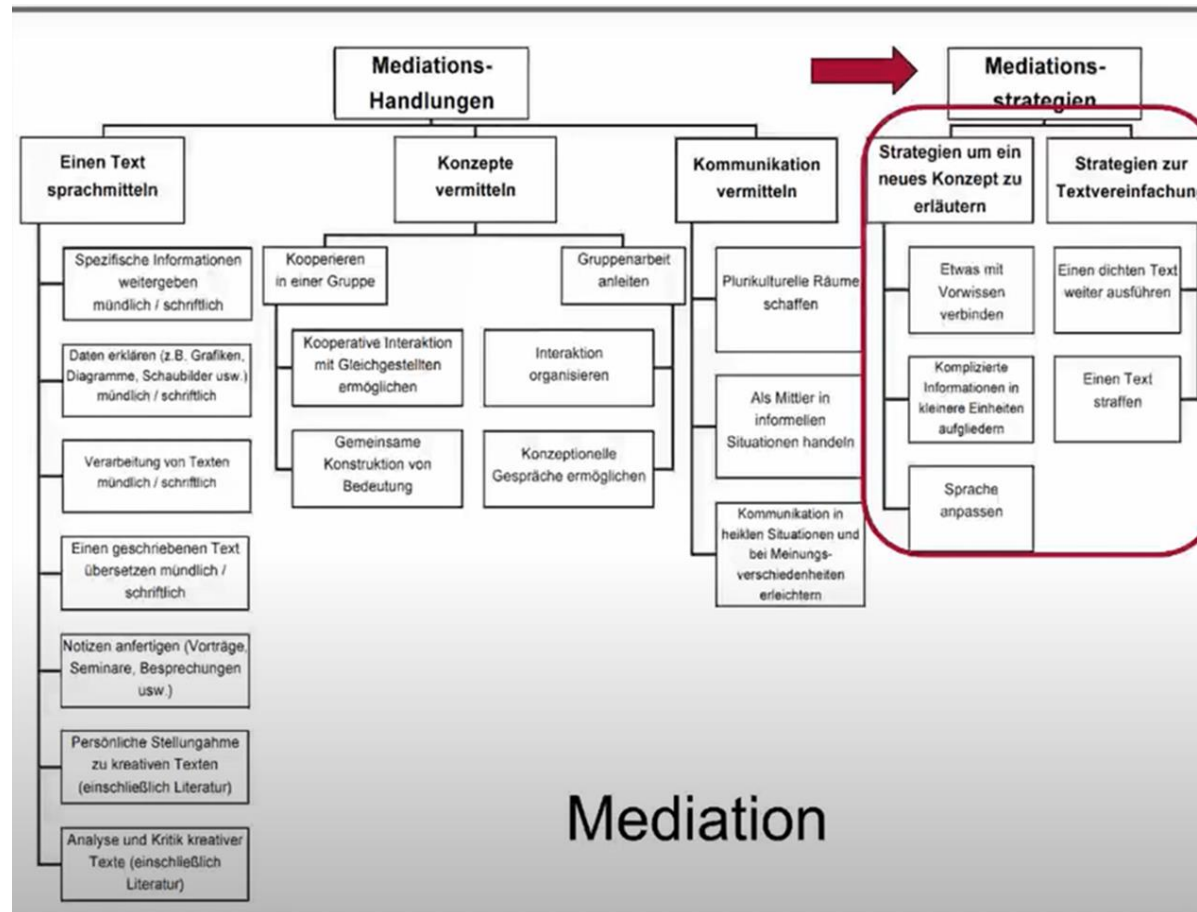 Mediations-
Handlungen
Einen Text
sprachmitteln
Spezifische Informationen
weitergeben
mündlich / schriftlich
Daten erklären (z.B. Grafiken,
Diagramme, Schaubilder usw.)
mündlich / schriftlich
Verarbeitung von Texten
mündlich / schriftlich
Einen geschriebenen Text
übersetzen mündlich /
schriftlich
Notizen anfertigen (Vorträge,
Seminare, Besprechungen
usw.)
Persönliche Stellungahme
zu kreativen Texten
(einschließlich Literatur)
Analyse und Kritik kreativer
Texte (einschließlich
Literatur)
Konzepte
vermitteln
Kooperieren
in einer Gruppe
Kooperative Interaktion
mit Gleichgestellten
ermöglichen
Gemeinsame
Konstruktion von
Bedeutung
Gruppenarbeit
anleiten
Interaktion
organisieren
Konzeptionelle
Gespräche ermöglichen
Kommunikation
vermitteln
Plurikulturelle Räume
schaffen
Als Mittler in
informellen
Situationen handeln
Kommunikation in
heiklen Situationen und
bei Meinungs-
verschiedenheiten
erleichtern
Mediations-
strategien
Strategien um ein
neues Konzept zu
erläutern
Etwas mit
Vorwissen
verbinden
Komplizierte
Informationen in
kleinere Einheiten
aufgliedern
Sprache
anpassen
Strategien zur
Textvereinfachung
Einen dichten Text
weiter ausführen
Einen Text
straffen
Mediation